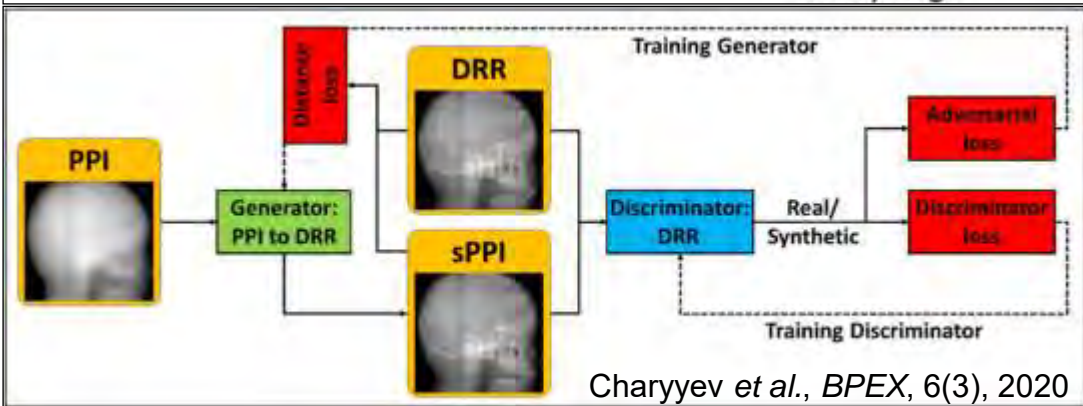 Training Generator
Distance
loss
DRR
Adversarial
loss
PPI
Generator:
PPI to DRR
Discriminator:
DRR
Real/
Synthetic
Discriminator
loss
sPPI
Training Discriminator
Charyyev et al., BPEX, 6(3), 2020